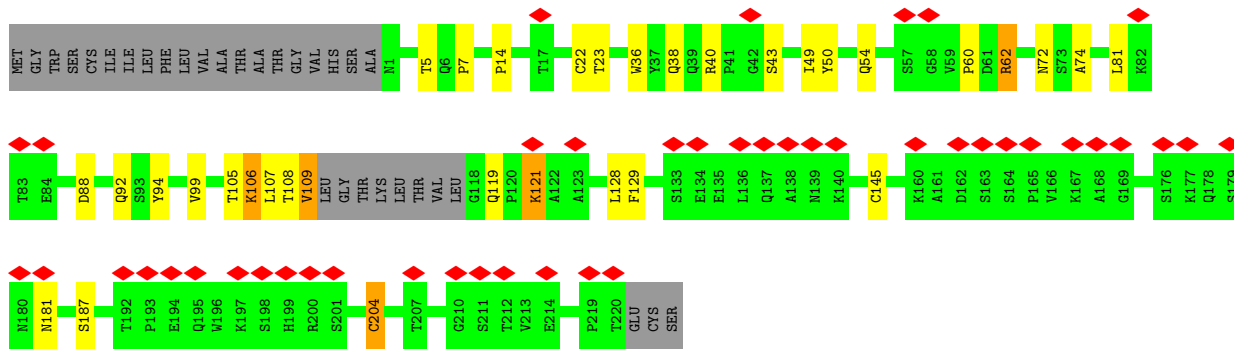 MET GLY TRP SER CYS ILE ILE LEU PHE LEU VAL ALA THR ALA THR GLY VAL HIS SER ALA N1 T5 Q6 P7 P14 T17 C22 T23 W36 Y37 Q38 Q39 R40 P41 G42 S43 I49 Y50 Q54 S57 G58 V59 P60 D61 R62 N72 S73 A74 L81 K82
T83 E84 D88 Q92 S93 Y94 V99 T105 K106 L107 T108 V109 LEU GLY THR LYS LEU THR VAL LEU G118 Q119 P120 K121 A122 A123 L128 F129 S133 E134 E135 L136 Q137 A138 N139 K140 C145 K160 A161 D162 S163 S164 P165 V166 K167 A168 G169 S176 K177 Q178 S179
N180 N181 S187 T192 P193 E194 Q195 W196 K197 S198 H199 R200 S201 C204 T207 G210 S211 T212 V213 E214 P219 T220 GLU CYS SER